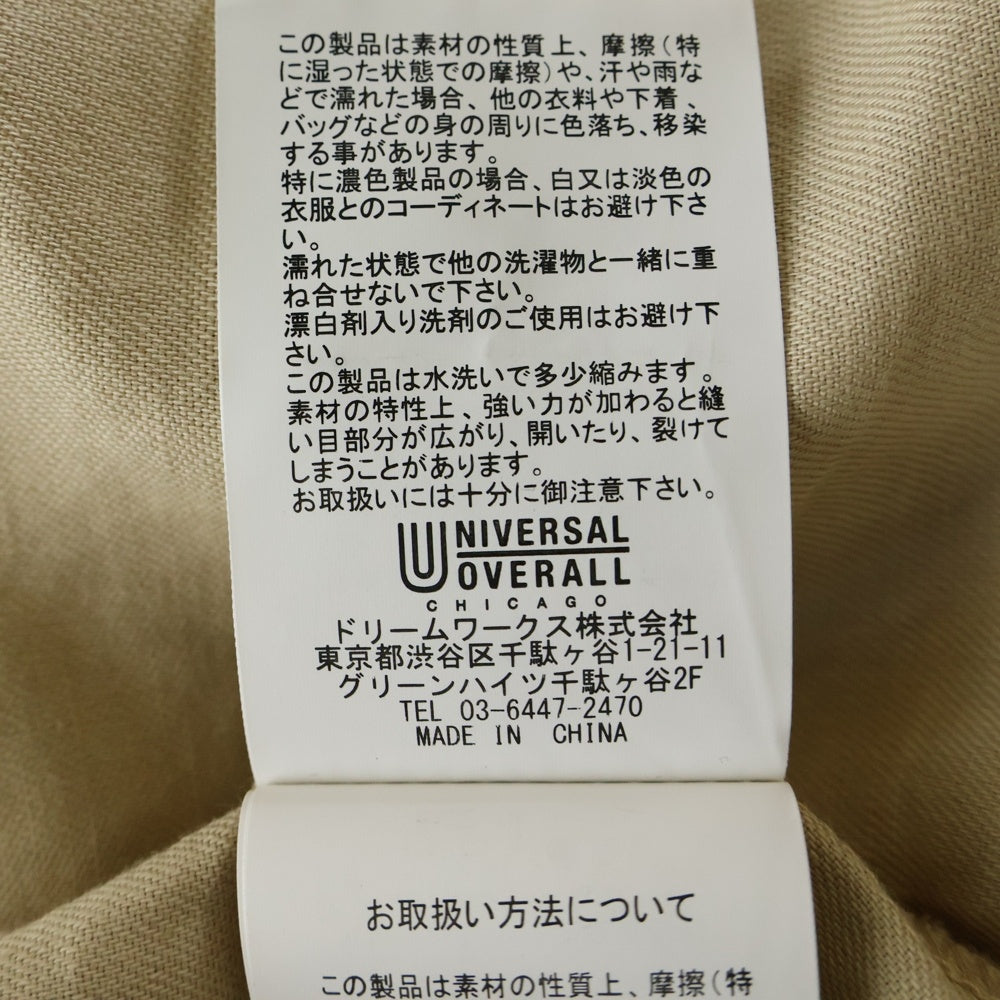 この製品は素材の性質上、摩擦(特
に湿った状態での摩擦)や、汗や雨な
どで濡れた場合、他の衣料や下着、
バッグなどの身の周りに色落ち、移染
する事があります。
特に濃色製品の場合、白又は淡色の
衣服とのコーディネートはお避け下さ
い。
濡れた状態で他の洗濯物と一緒に重
ね合せないで下さい。
漂白剤入り洗剤のご使用はお避け下
さい。
この製品は水洗いで多少縮みます。
素材の特性上、強い力が加わると縫
い目部分が広がり、開いたり、裂けて
しまうことがあります。
お取扱いには十分に御注意下さい。
UNIVERSAL
OVERALL
CHICAGO
ドリームワークス株式会社
東京都渋谷区千駄ヶ谷1-21-11
グリーンハイツ千駄ヶ谷2F
TEL 03-6447-2470
MADE IN CHINA
お取扱い方法について
この製品は素材の性質上、摩擦(特